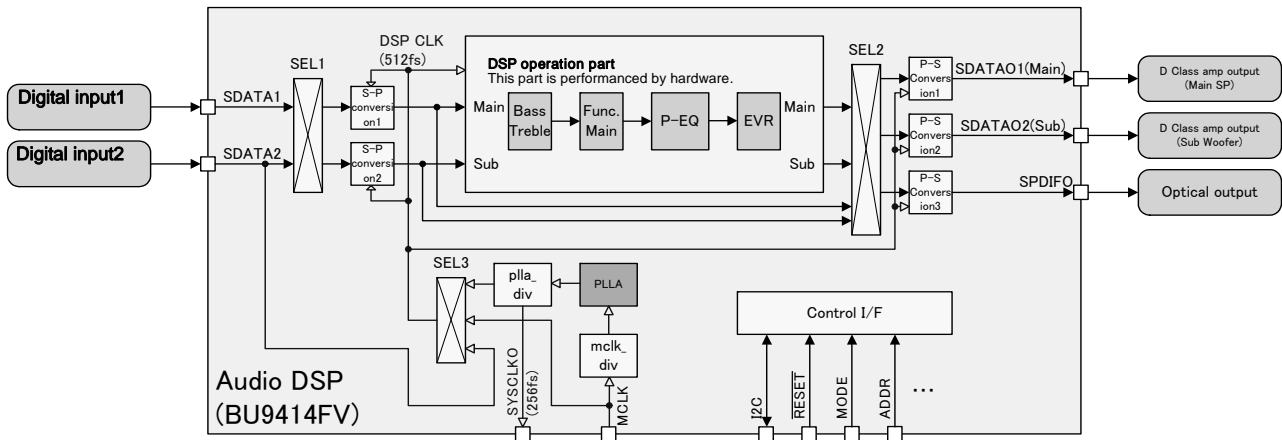 DSP CLK
(512fs)
SEL1
SEL2
DSP operation part
This part is performanced by hardware.
Digital input1
SDATA1
S-P
conversi
on1
Main
Bass
Treble
Func.
Main
P-EQ
EVR
Main
P-S
Convers
ion1
SDATAO1(Main)
D Class amp output
(Main SP)
Digital input2
SDATA2
S-P
conversi
on2
Sub
Sub
P-S
Convers
ion2
SDATAO2(Sub)
D Class amp output
(Sub Woofer)
P-S
Convers
ion3
SPDIFO
Optical output
SEL3
plla_
div
PLLA
mclk_
div
Control I/F
Audio DSP
(BU9414FV)
SYSCLKO
(256fs)
MCLK
I2C
RESET
MODE
ADDR
...